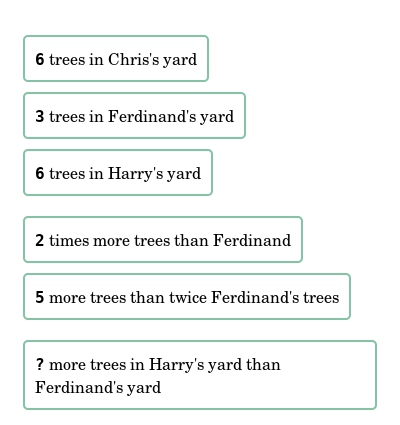 6 trees in Chris's yard
3 trees in Ferdinand's yard
6 trees in Harry's yard
2 times more trees than Ferdinand
5 more trees than twice Ferdinand's trees
? more trees in Harry's yard than
Ferdinand's yard